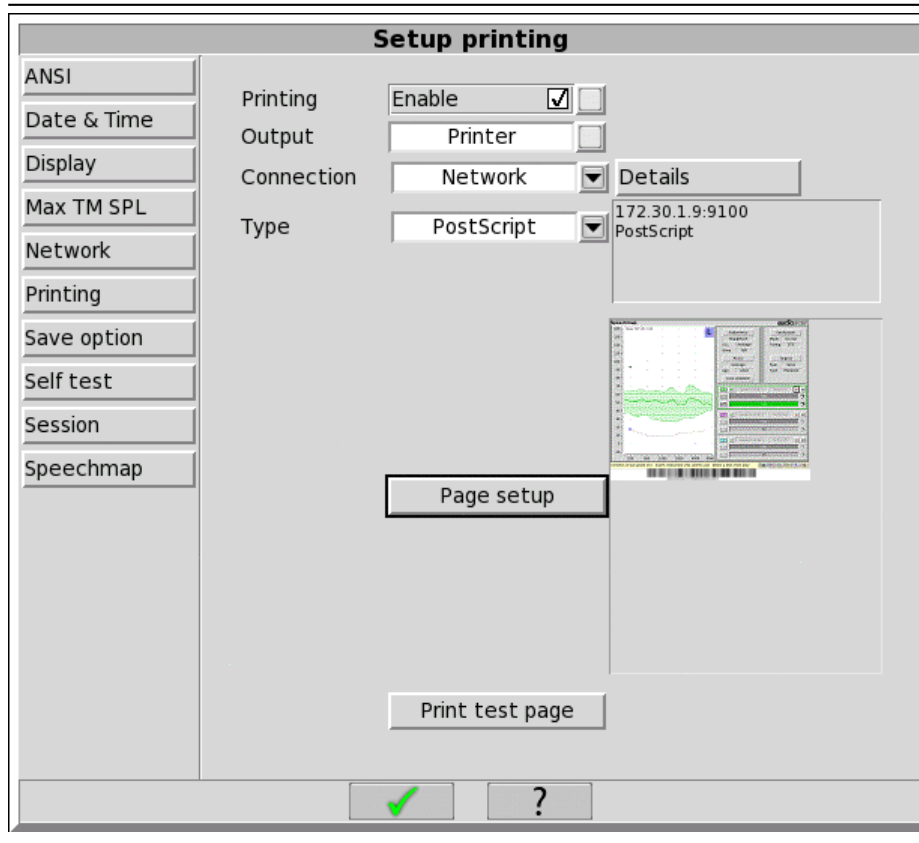 Setup printing
ANSI
Date & Time
Display
Max TM SPL
Network
Printing
Save option
Self test
Session
Speechmap
Printing Enable
Output Printer
Connection Network Details
Type PostScript
172.30.1.9:9100
PostScript
Page setup
Print test page
?